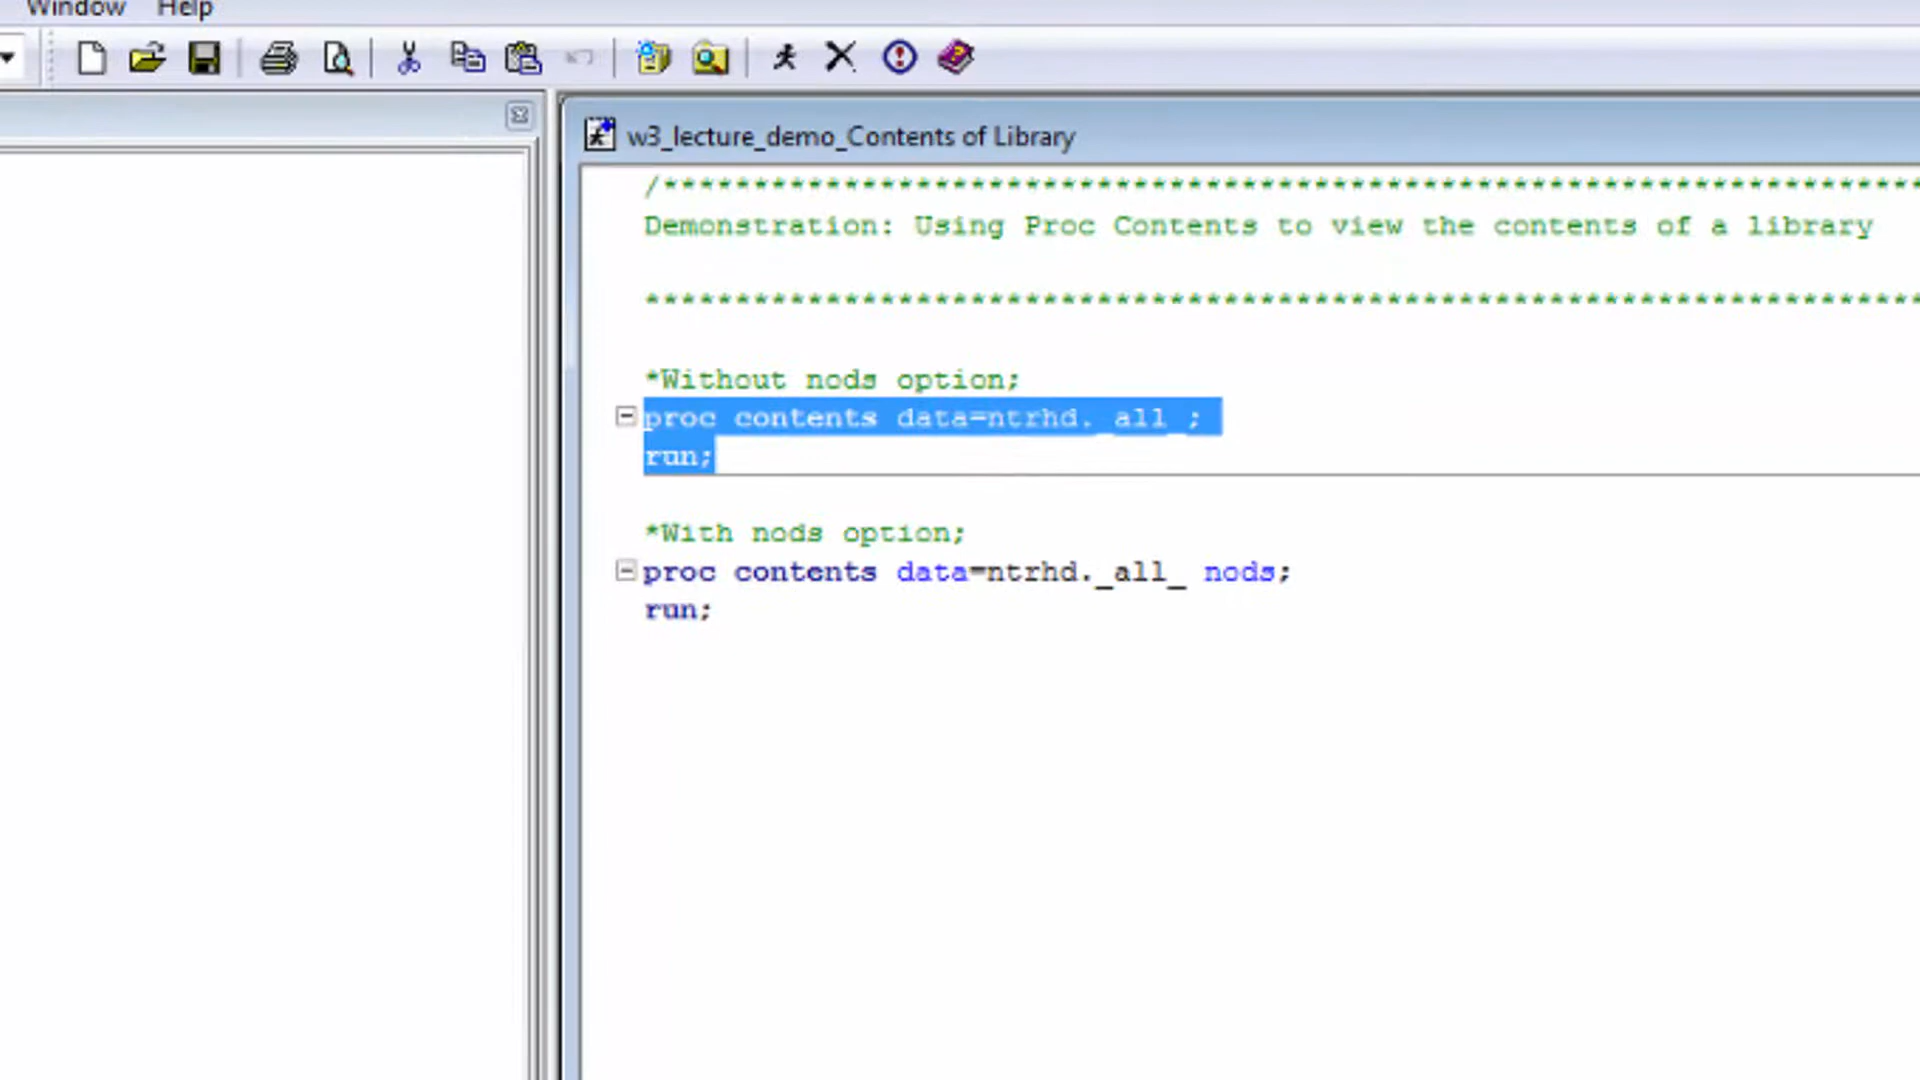 Window Help
w3_lecture_demo_Contents of Library
/**********************************************************************
Demonstration: Using Proc Contents to view the contents of a library
***********************************************************************
*Without nods option;
proc contents data=ntrhd._all_;
run;
*With nods option;
proc contents data=ntrhd._all_ nods;
run;